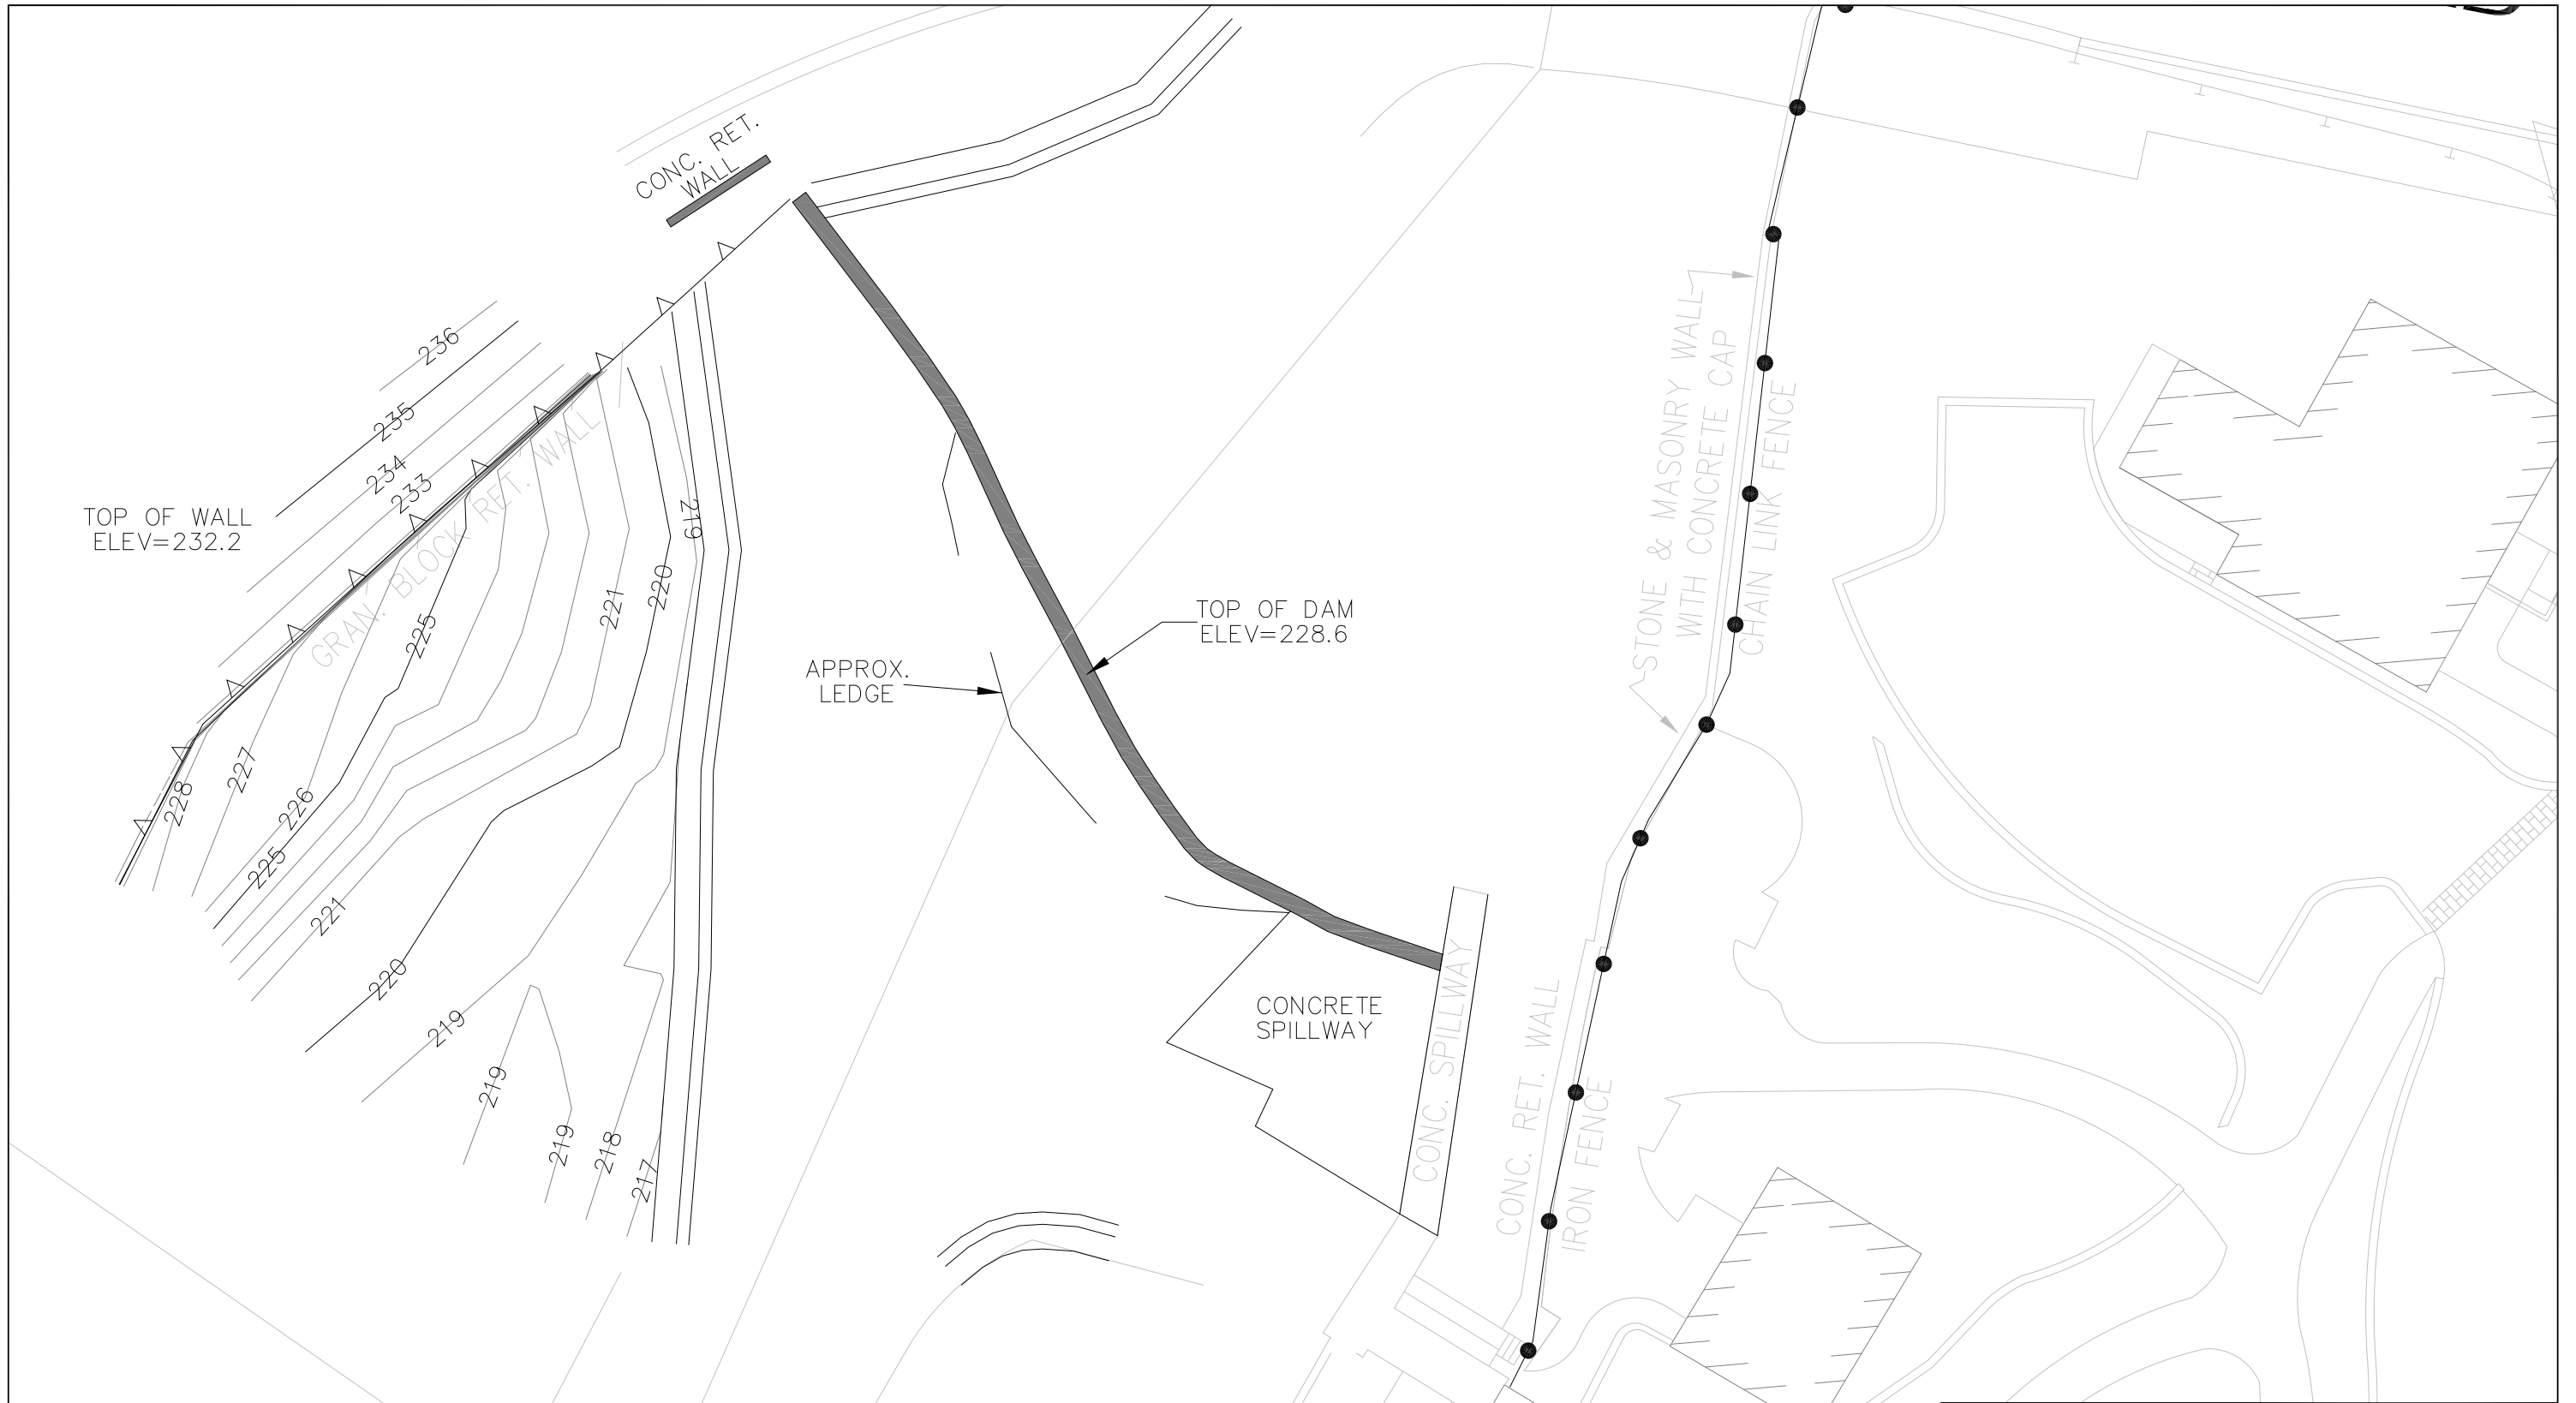 CONC. RET.
WALL
236
235
234
233
TOP OF WALL
ELEV=232.2
GRAN. BLOCK RET. WALL
219
220
221
225
TOP OF DAM
ELEV=228.6
APPROX.
LEDGE
STONE & MASONRY WALL
WITH CONCRETE CAP
CHAIN LINK FENCE
228
227
226
225
221
220
219
219
219
218
217
CONCRETE
SPILLWAY
CONC. SPILLWAY
CONC. RET. WALL
IRON FENCE